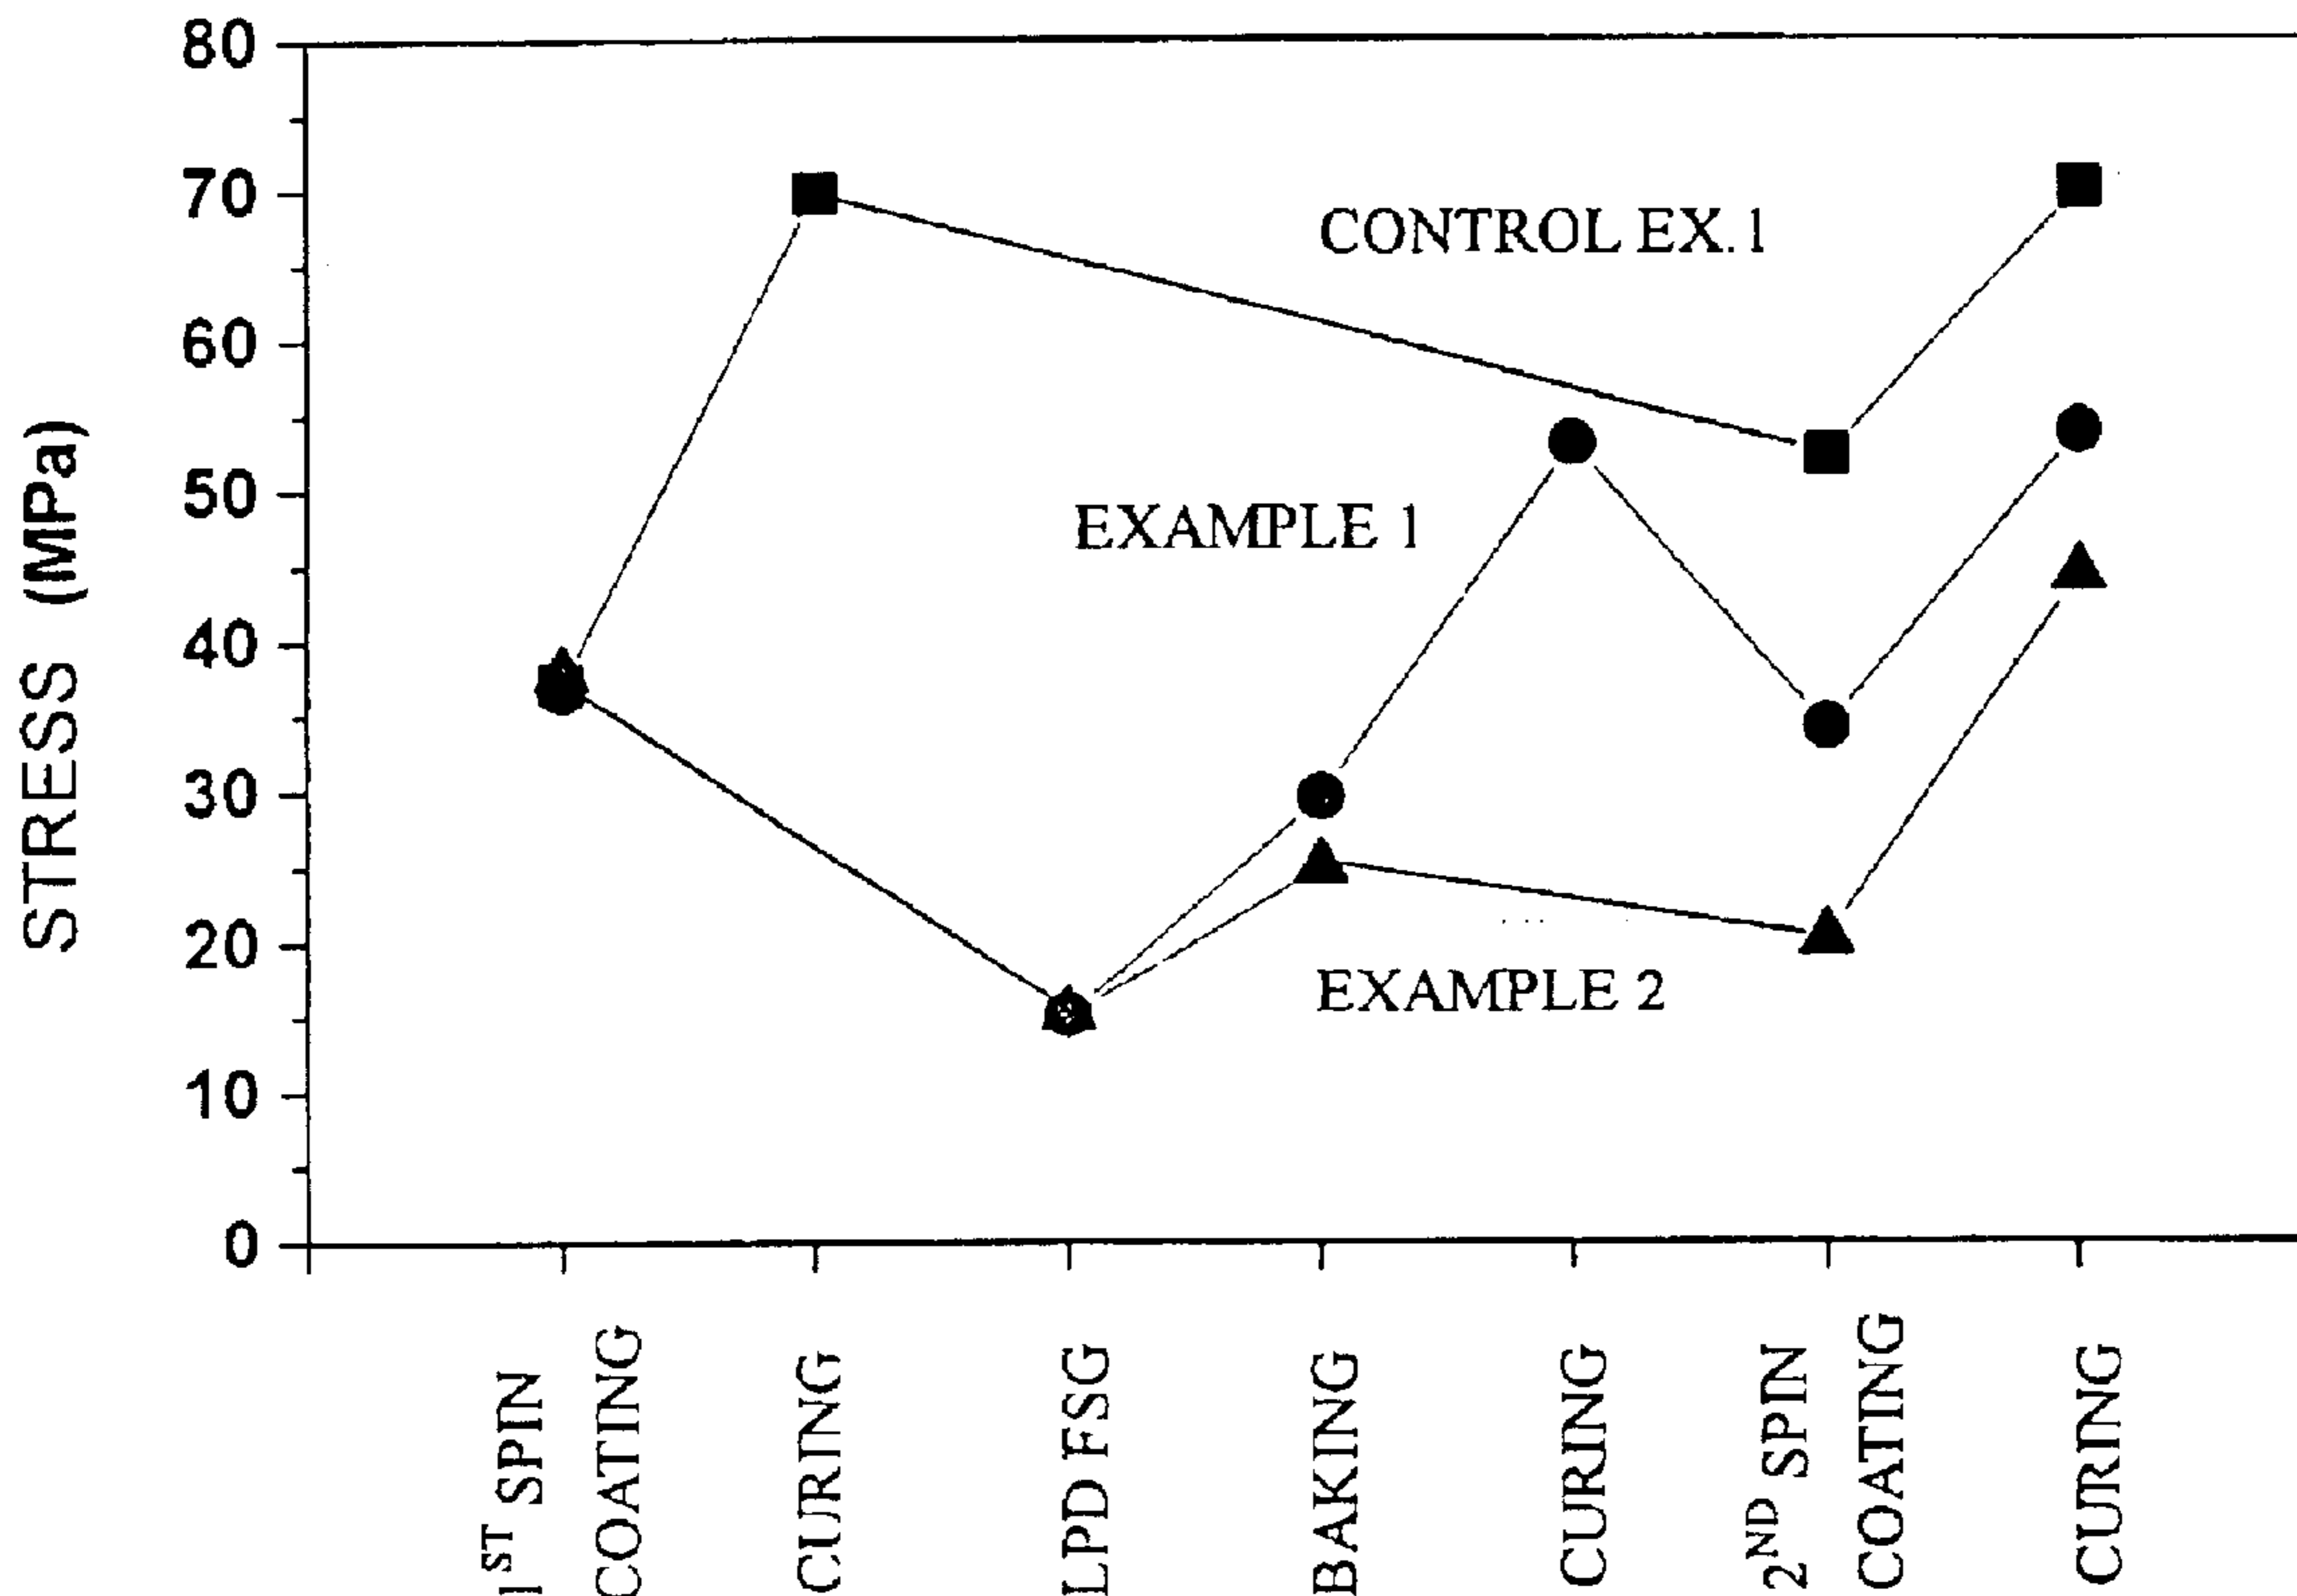 STRESS (MPa)
80
70
60
50
40
30
20
10
0
CONTROL EX. 1
EXAMPLE 1
EXAMPLE 2
1ST SPIN
COATING
CURING
LPD FSG
BAKING
CURING
2ND SPIN
COATING
CURING